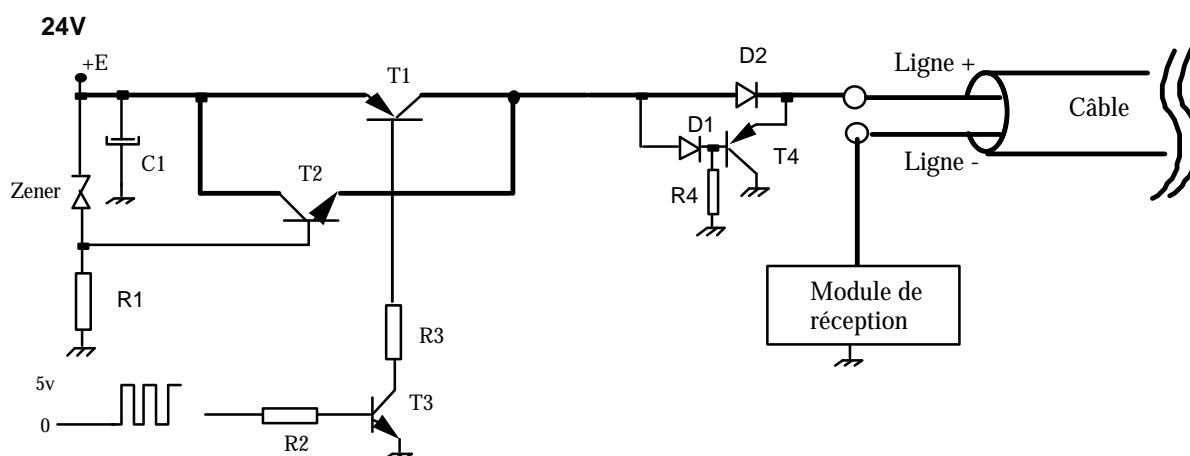 24V
+E
T1
D2
Ligne +
Câble
C1
D1
T4
Ligne -
Zener
T2
R4
R1
Module de
réception
R3
5v
0
T3
R2